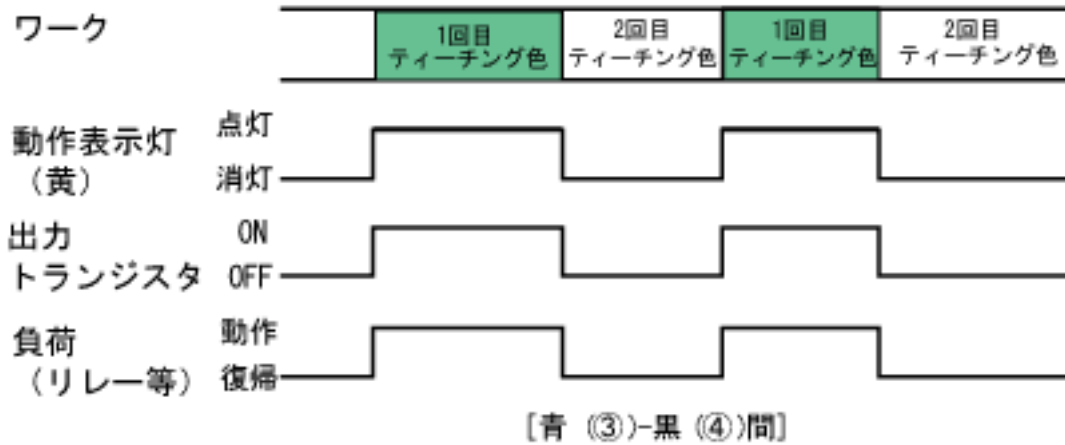 ワーク
1回目
ティーチング色
2回目
ティーチング色
1回目
ティーチング色
2回目
ティーチング色
動作表示灯
（黄）
点灯
消灯
出力
トランジスタ
ON
OFF
負荷
（リレー等）
動作
復帰
[青 (③)-黒 (④)間]